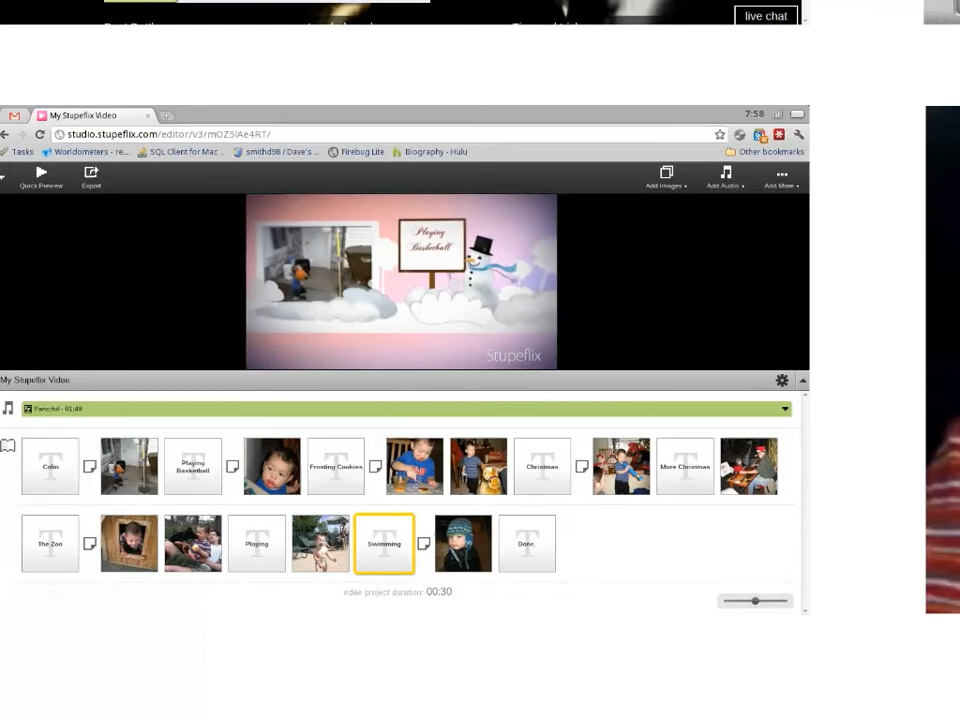 live chat
My Stupeflix Video
7:58
studio.stupeflix.com/editor/v3/mOZ5lAe4RT/
Tasks
Worldometers - re...
SQL Client for Mac ...
smithd98 / Dave's ...
Firebug Lite
Biography - Hulu
Other bookmarks
Quick Preview
Export
Add Images
Add Audio
Add More
Playing
Basketball
Stupeflix
My Stupeflix Video
Fanciful - 01:49
Colin
Playing
Basketball
Frosting Cookies
Christmas
More Christmas
The Zoo
Playing
Swimming
Done.
video project duration: 00:30